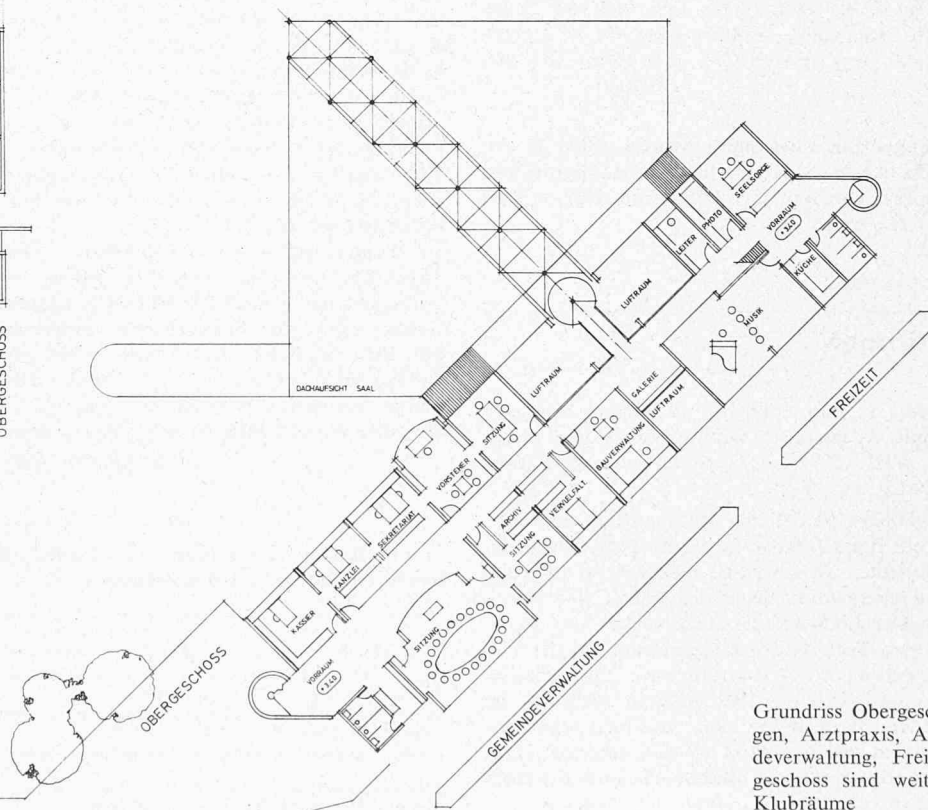 OBERGESCHOSS
SEELSORGE
PHOTO
LEITER
VORRAUM
+ 3.40
KÜCHE
LUFTRAUM
MUSIK
DACHAUFSICHT SAAL
LUFTRAUM
GALERIE
LUFTRAUM
FREIZEIT
SITZUNG
BAUVERWALTUNG
VORSTEHER
VERVIELFÄLT.
ARCHIV
SEKRETARIAT
SITZUNG
KANZLEI
KASSIER
SITZUNG
VORRAUM
+ 3.40
OBERGESCHOSS
GEMEINDEVERWALTUNG
Grundriss Obergesc
gen, Arztpraxis, A
deverwaltung, Frei
geschoss sind weit
Klubräume